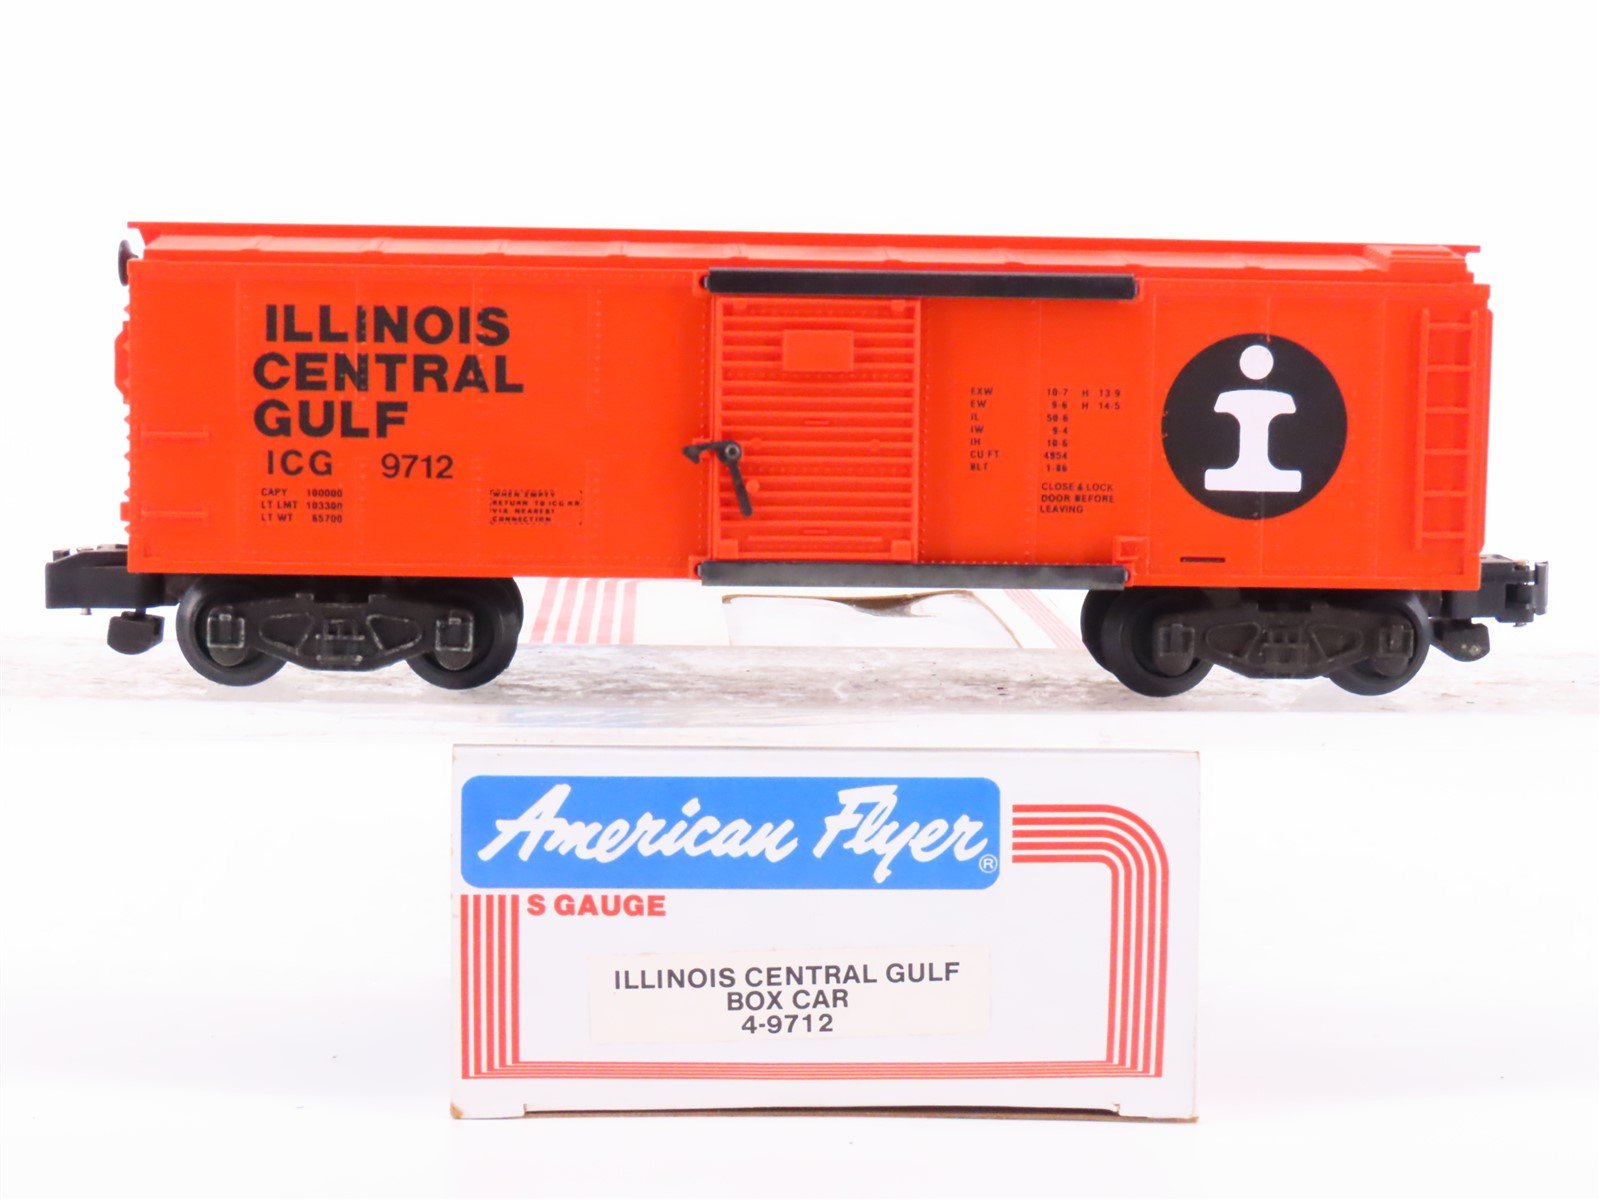 ILLINOIS
CENTRAL
GULF
ICG 9712
CAPY 100000
LT LMT 103300
LT WT 65700
WHEN EMPTY
RETURN TO ICG RR
VIA NEAREST
CONNECTION
EXW 10-7 H 13-9
EW 9-6 H 14-5
IL 50-6
IW 9-4
IH 10-6
CU FT 4954
BLT 1-86
CLOSE & LOCK
DOOR BEFORE
LEAVING
i
American Flyer®
S GAUGE
ILLINOIS CENTRAL GULF
BOX CAR
4-9712